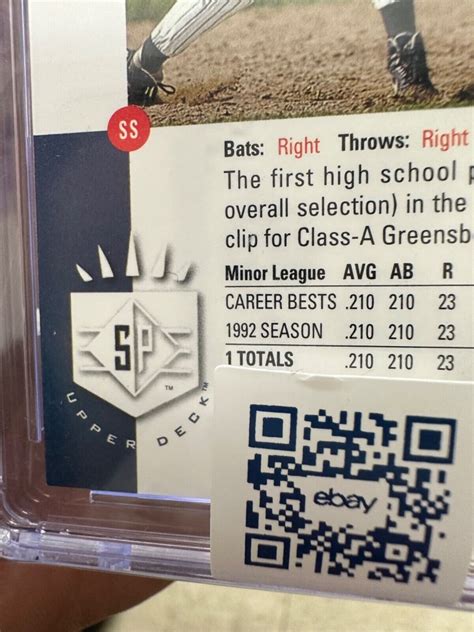 SS
Bats: Right Throws: Right
The first high school
overall selection) in the
clip for Class-A Greensb
Minor League AVG AB R
CAREER BESTS .210 210 23
1992 SEASON .210 210 23
1 TOTALS .210 210 23
SP
TM
UPPER DECK TM
ebay